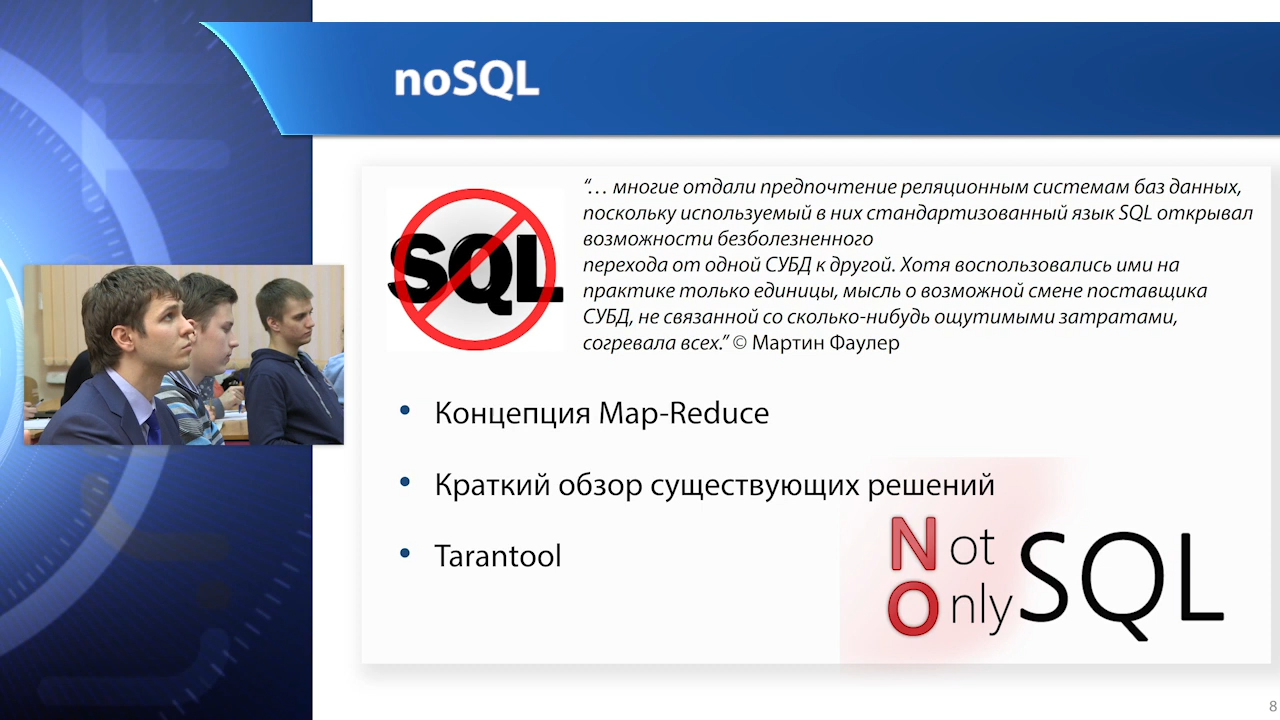 noSQL
SQL
“… многие отдали предпочтение реляционным системам баз данных,
поскольку используемый в них стандартизованный язык SQL открывал
возможности безболезненного
перехода от одной СУБД к другой. Хотя воспользовались ими на
практике только единицы, мысль о возможной смене поставщика
СУБД, не связанной со сколько-нибудь ощутимыми затратами,
согревала всех.” © Мартин Фаулер
• Концепция Map-Reduce
• Краткий обзор существующих решений
• Tarantool
Not
Only SQL
8